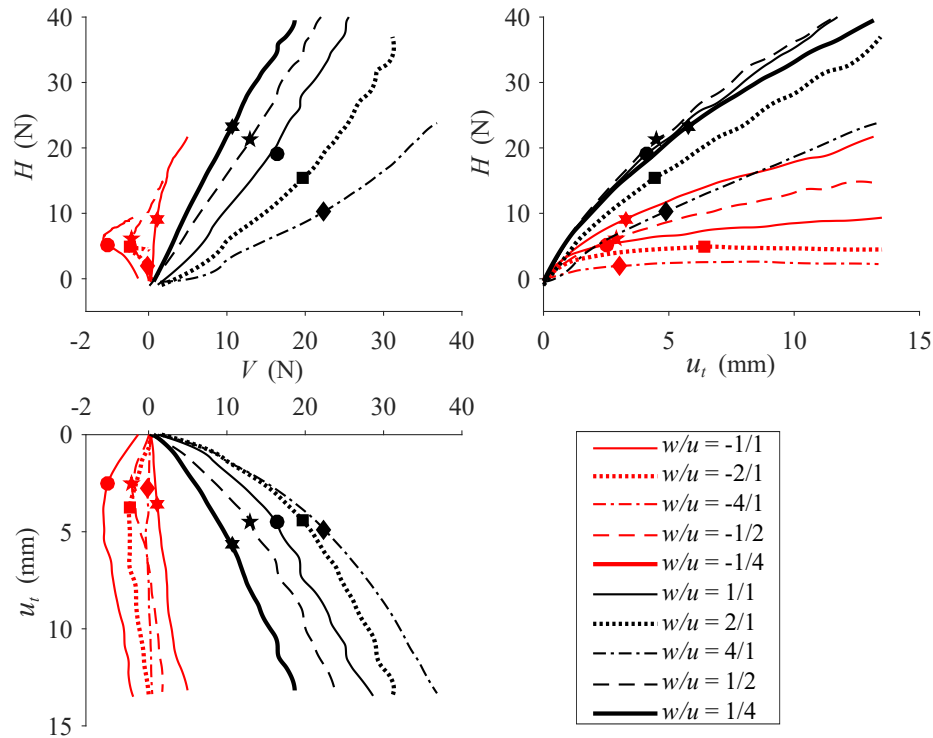 40
30
20
10
0
H (N)
-2 0 10 20 30 40
V (N)
40
30
20
10
0
H (N)
0 5 10 15
u_t (mm)
-2 0 10 20 30 40
0
5
10
15
u_t (mm)
w/u = -1/1
w/u = -2/1
w/u = -4/1
w/u = -1/2
w/u = -1/4
w/u = 1/1
w/u = 2/1
w/u = 4/1
w/u = 1/2
w/u = 1/4